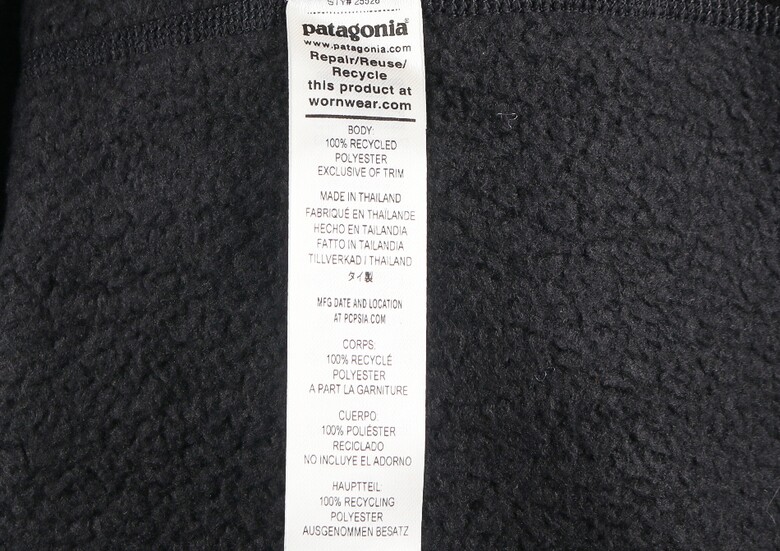 STY# 25526
patagonia®
www.patagonia.com
Repair/Reuse/
Recycle
this product at
wornwear.com
BODY:
100% RECYCLED
POLYESTER
EXCLUSIVE OF TRIM
MADE IN THAILAND
FABRIQUÉ EN THAÏLANDE
HECHO EN TAILANDIA
FATTO IN TAILANDIA
TILLVERKAD I THAILAND
タイ製
MFG DATE AND LOCATION
AT PCPSIA.COM
CORPS:
100% RECYCLÉ
POLYESTER
A PART LA GARNITURE
CUERPO:
100% POLIÉSTER
RECICLADO
NO INCLUYE EL ADORNO
HAUPTTEIL:
100% RECYCLING
POLYESTER
AUSGENOMMEN BESATZ